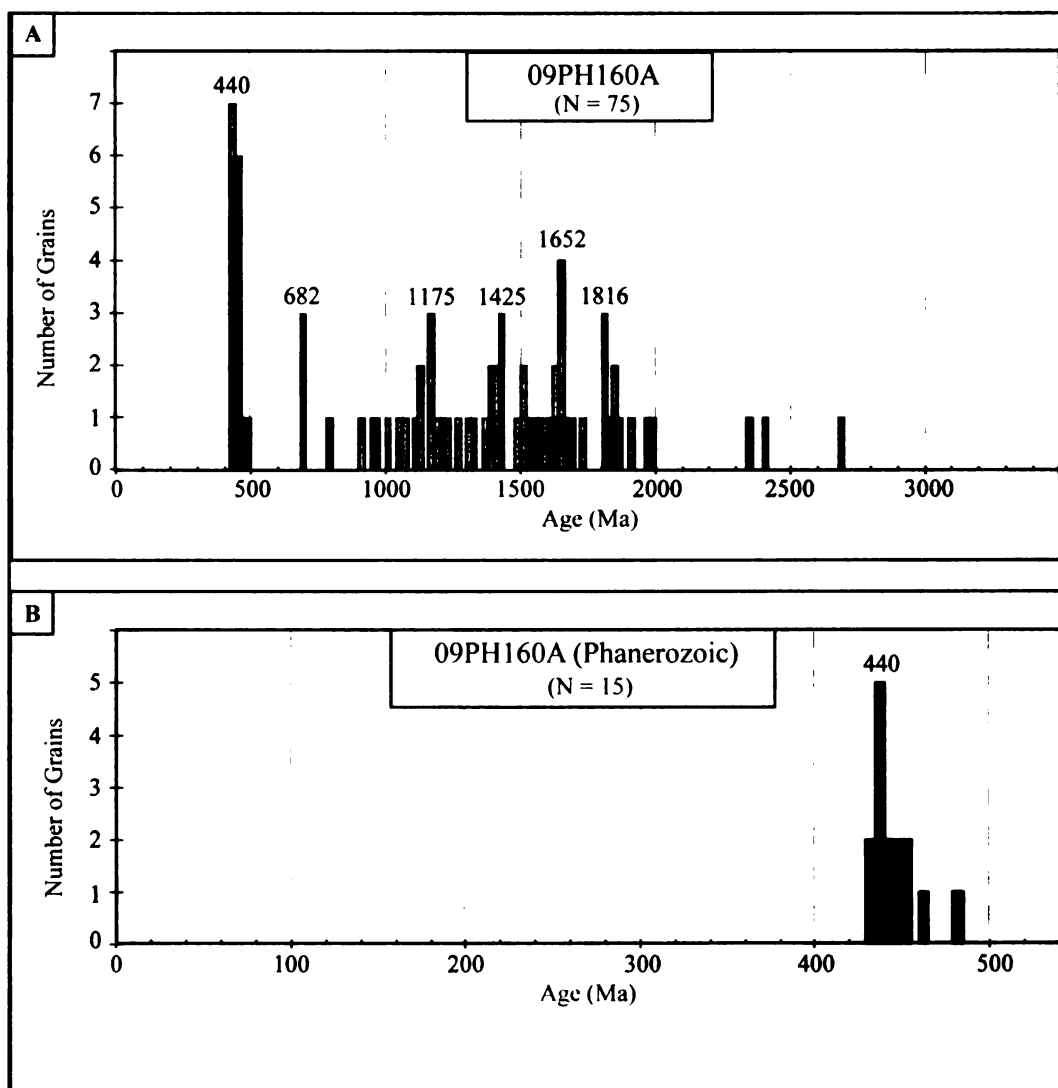 A
09PH160A
(N = 75)
440
682
1175
1425
1652
1816
7
6
5
4
3
2
1
0
Number of Grains
0 500 1000 1500 2000 2500 3000
Age (Ma)
B
09PH160A (Phanerozoic)
(N = 15)
440
5
4
3
2
1
0
Number of Grains
0 100 200 300 400 500
Age (Ma)